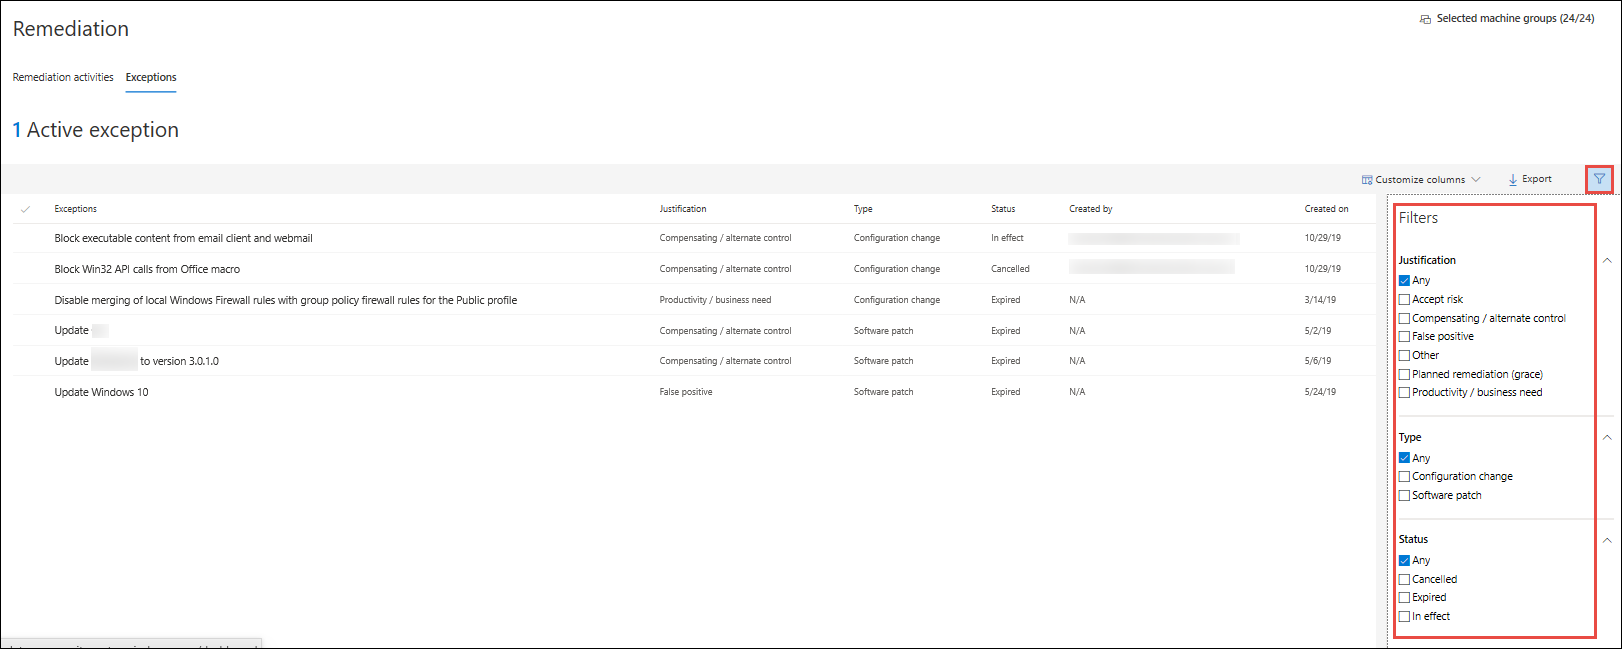 Remediation
Selected machine groups (24/24)
Remediation activities Exceptions
1 Active exception
Customize columns Export
Exceptions Justification Type Status Created by Created on
Block executable content from email client and webmail Compensating / alternate control Configuration change In effect 10/29/19
Block Win32 API calls from Office macro Compensating / alternate control Configuration change Cancelled 10/29/19
Disable merging of local Windows Firewall rules with group policy firewall rules for the Public profile Productivity / business need Configuration change Expired N/A 3/14/19
Update Compensating / alternate control Software patch Expired N/A 5/2/19
Update to version 3.0.1.0 Compensating / alternate control Software patch Expired N/A 5/6/19
Update Windows 10 False positive Software patch Expired N/A 5/24/19
Filters
Justification
Any
Accept risk
Compensating / alternate control
False positive
Other
Planned remediation (grace)
Productivity / business need
Type
Any
Configuration change
Software patch
Status
Any
Cancelled
Expired
In effect